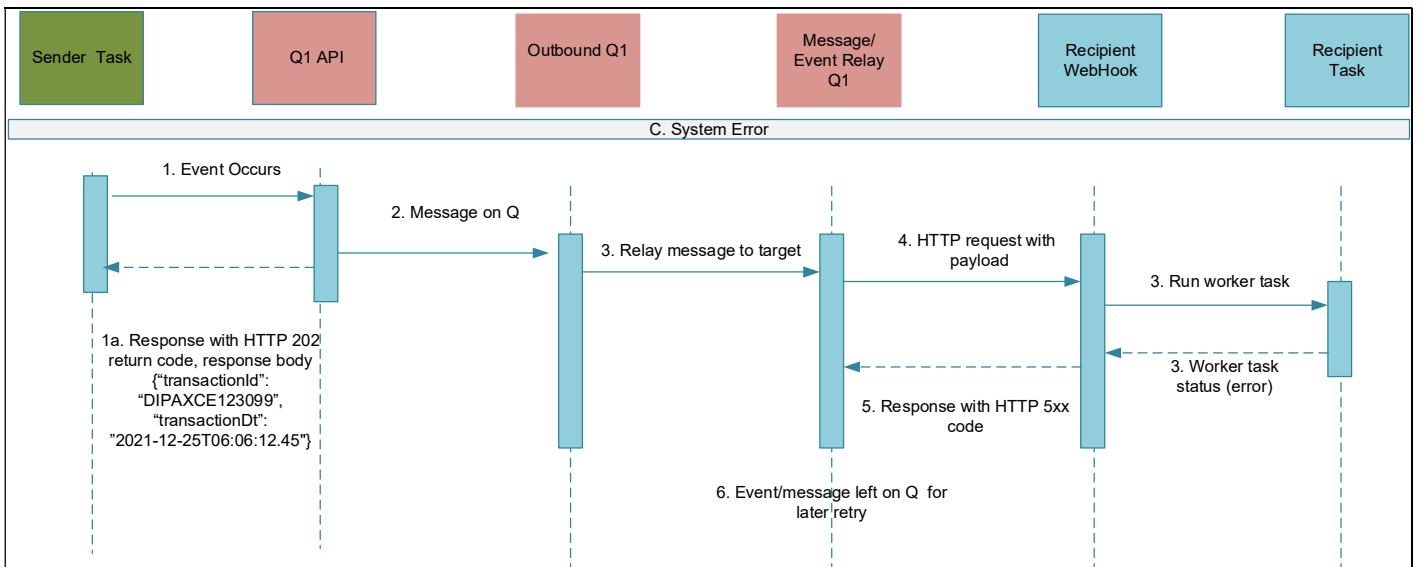 Sender Task
Q1 API
Outbound Q1
Message/
Event Relay
Q1
Recipient
WebHook
Recipient
Task
C. System Error
1. Event Occurs
2. Message on Q
3. Relay message to target
4. HTTP request with
payload
3. Run worker task
1a. Response with HTTP 202
return code, response body
{“transactionId”:
“DIPAXCE123099”,
“transactionDt”:
”2021-12-25T06:06:12.45"}
3. Worker task
status (error)
5. Response with HTTP 5xx
code
6. Event/message left on Q for
later retry